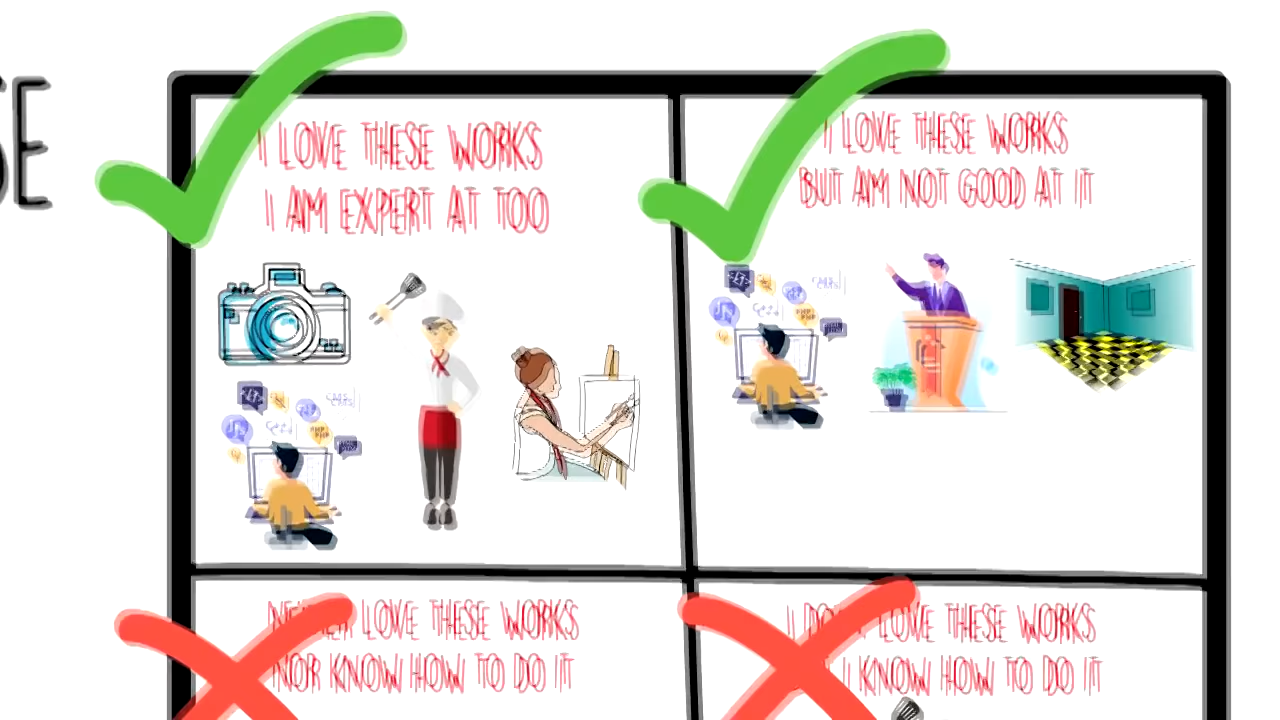 I LOVE THESE WORKS
I AM EXPERT AT TOO
I LOVE THESE WORKS
BUT AM NOT GOOD AT IT
LOVE THESE WORKS
NOR KNOW HOW TO DO IT
I LOVE THESE WORKS
I KNOW HOW TO DO IT